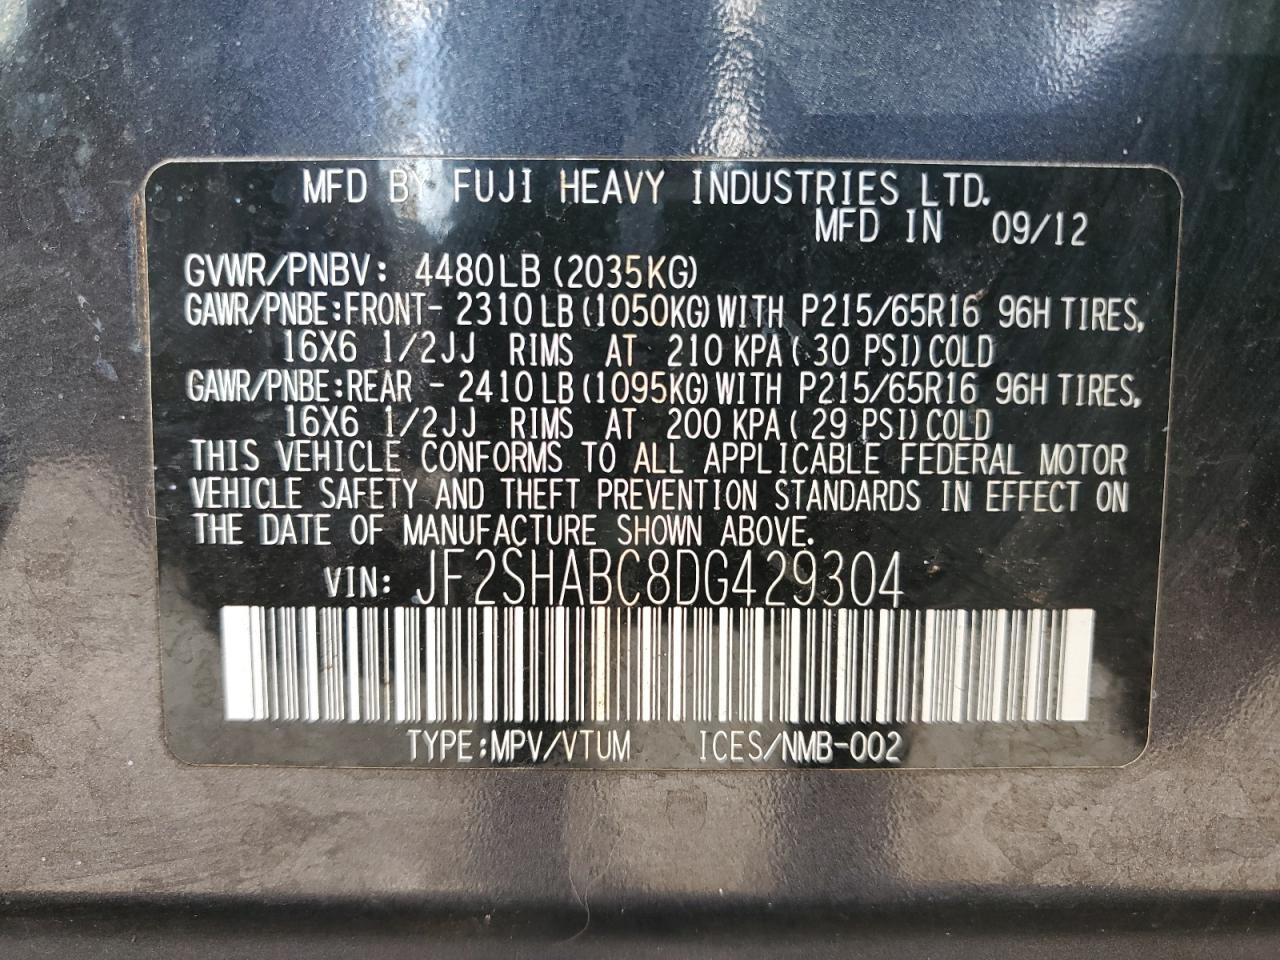 MFD BY FUJI HEAVY INDUSTRIES LTD.
MFD IN 09/12
GVWR/PNBV: 4480LB (2035KG)
GAWR/PNBE:FRONT- 2310LB (1050KG) WITH P215/65R16 96H TIRES,
16X6 1/2JJ RIMS AT 210 KPA ( 30 PSI) COLD
GAWR/PNBE:REAR - 2410LB (1095KG) WITH P215/65R16 96H TIRES,
16X6 1/2JJ RIMS AT 200 KPA ( 29 PSI) COLD
THIS VEHICLE CONFORMS TO ALL APPLICABLE FEDERAL MOTOR
VEHICLE SAFETY AND THEFT PREVENTION STANDARDS IN EFFECT ON
THE DATE OF MANUFACTURE SHOWN ABOVE.
VIN: JF2SHABC8DG429304
TYPE:MPV/VTUM ICES/NMB-002